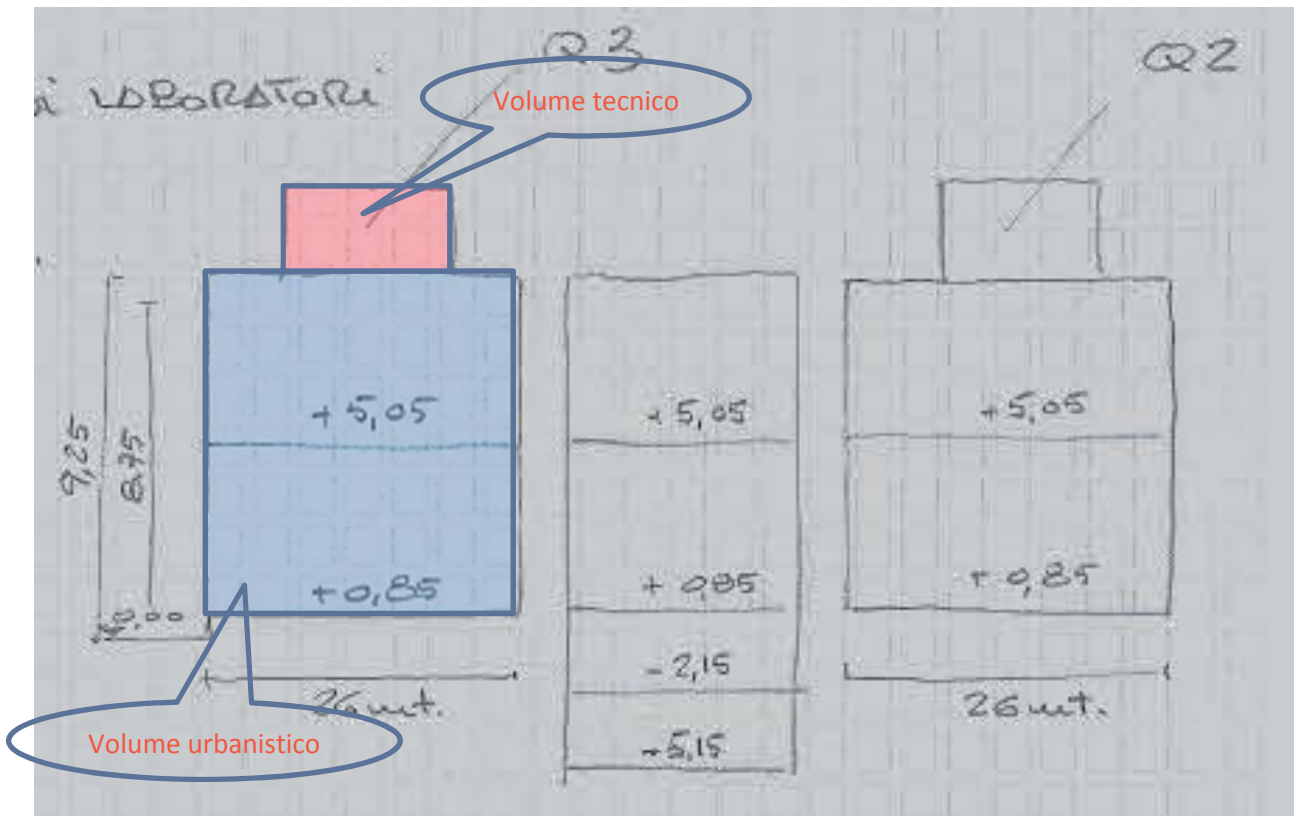 Q3
Q2
di LABORATORI
Volume tecnico
+5,05
+5,05
+5,05
9,25
8.75
+0,85
+0,85
+0,85
0,00
-2,15
26 mt.
26 mt.
Volume urbanistico
-5,15